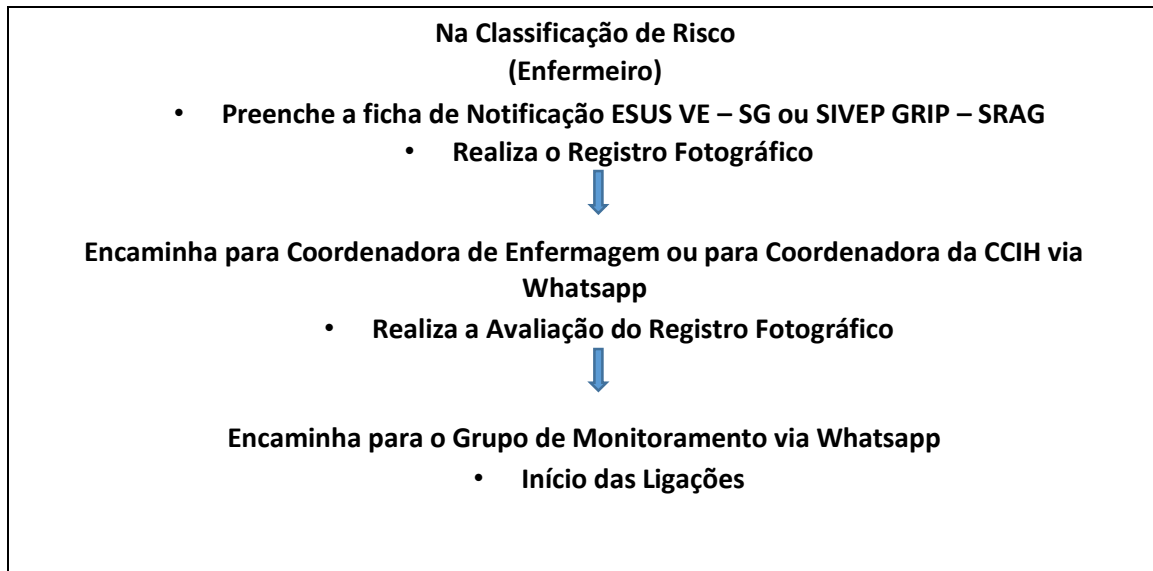 Na Classificação de Risco
(Enfermeiro)
• Preenche a ficha de Notificação ESUS VE – SG ou SIVEP GRIP – SRAG
• Realiza o Registro Fotográfico
Encaminha para Coordenadora de Enfermagem ou para Coordenadora da CCIH via
Whatsapp
• Realiza a Avaliação do Registro Fotográfico
Encaminha para o Grupo de Monitoramento via Whatsapp
• Início das Ligações